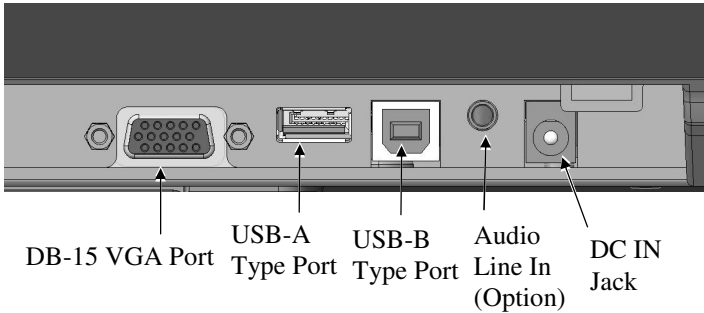 DB-15 VGA Port
USB-A
Type Port
USB-B
Type Port
Audio
Line In
(Option)
DC IN
Jack